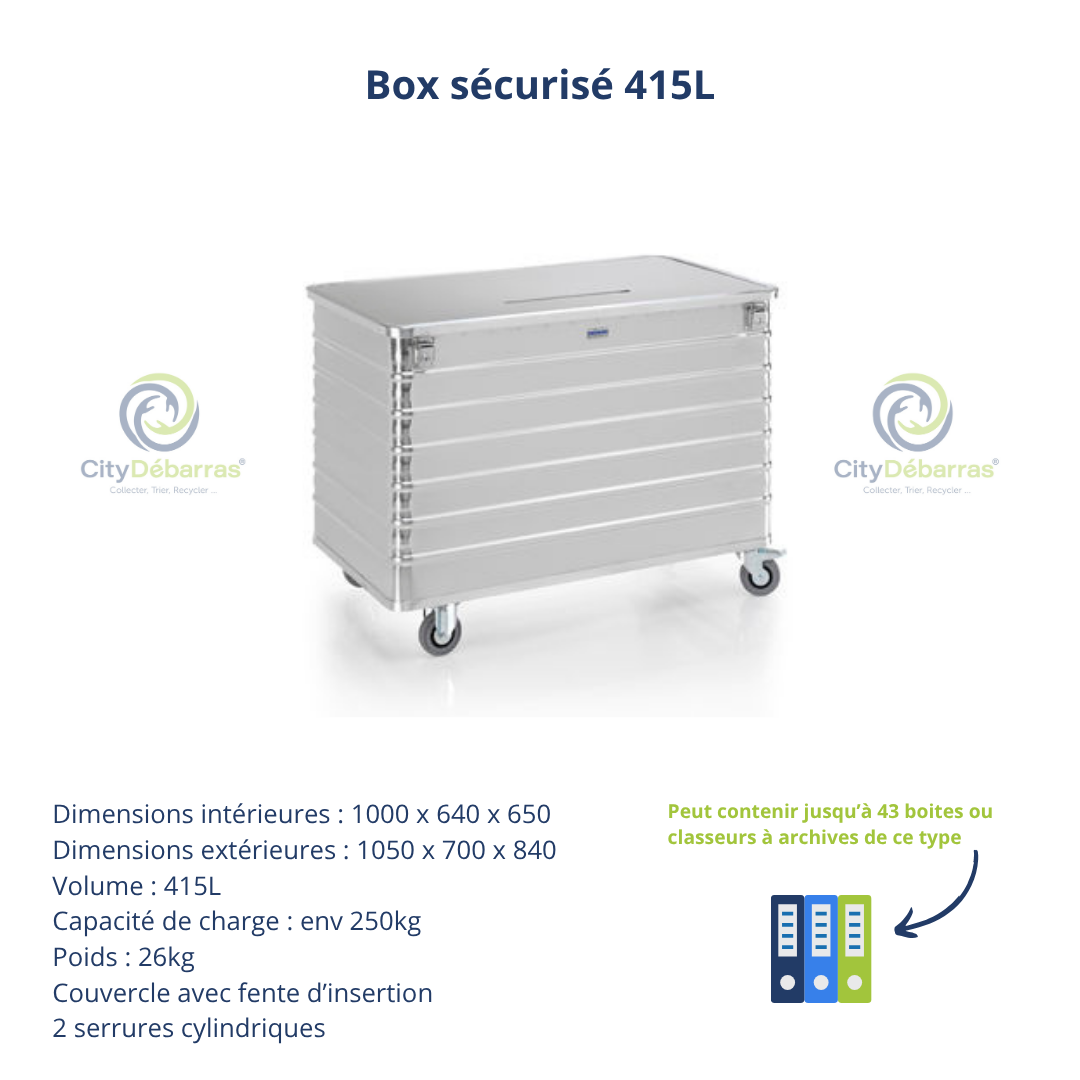 Box sécurisé 415L
CityDébarras®
Collecter, Trier, Recycler ...
CityDébarras®
Collecter, Trier, Recycler ...
Dimensions intérieures : 1000 x 640 x 650
Dimensions extérieures : 1050 x 700 x 840
Volume : 415L
Capacité de charge : env 250kg
Poids : 26kg
Couvercle avec fente d’insertion
2 serrures cylindriques
Peut contenir jusqu’à 43 boites ou
classeurs à archives de ce type